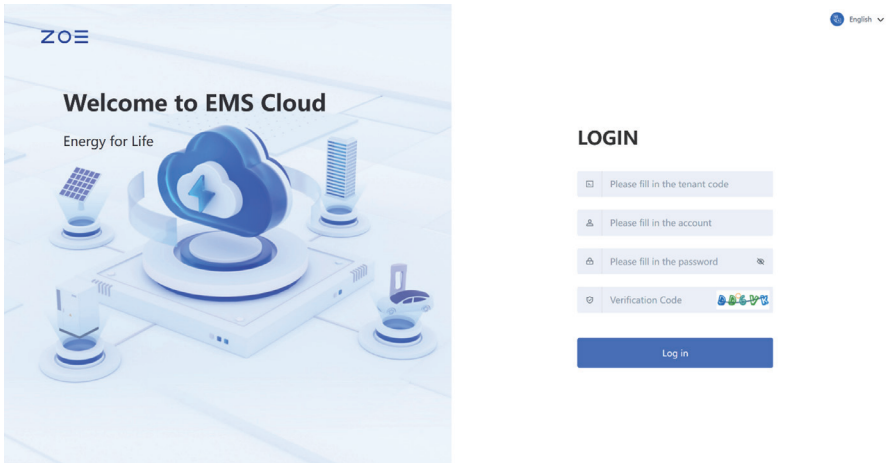 ZOE
English
Welcome to EMS Cloud
Energy for Life
LOGIN
Please fill in the tenant code
Please fill in the account
Please fill in the password
Verification Code
Log in